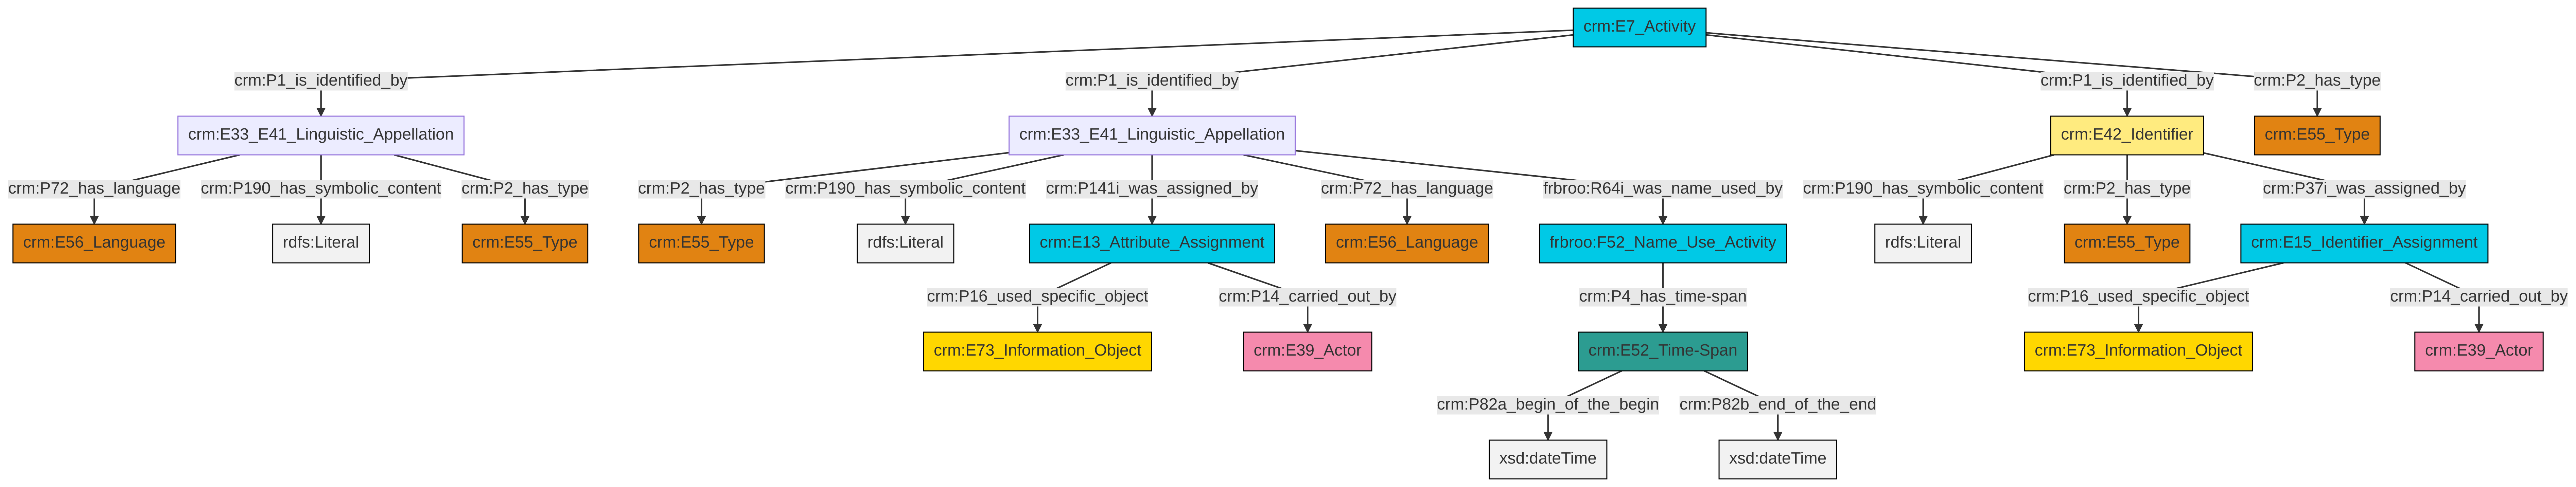 crm:E7_Activity
crm:P1_is_identified_by
crm:P1_is_identified_by
crm:P1_is_identified_by
crm:P2_has_type
crm:E33_E41_Linguistic_Appellation
crm:E33_E41_Linguistic_Appellation
crm:E42_Identifier
crm:E55_Type
crm:P72_has_language
crm:P190_has_symbolic_content
crm:P2_has_type
crm:P2_has_type
crm:P190_has_symbolic_content
crm:P141i_was_assigned_by
crm:P72_has_language
frbroo:R64i_was_name_used_by
crm:P190_has_symbolic_content
crm:P2_has_type
crm:P37i_was_assigned_by
crm:E56_Language
rdfs:Literal
crm:E55_Type
crm:E55_Type
rdfs:Literal
crm:E13_Attribute_Assignment
crm:E56_Language
frbroo:F52_Name_Use_Activity
rdfs:Literal
crm:E55_Type
crm:E15_Identifier_Assignment
crm:P16_used_specific_object
crm:P14_carried_out_by
crm:P4_has_time-span
crm:P16_used_specific_object
crm:P14_carried_out_by
crm:E73_Information_Object
crm:E39_Actor
crm:E52_Time-Span
crm:E73_Information_Object
crm:E39_Actor
crm:P82a_begin_of_the_begin
crm:P82b_end_of_the_end
xsd:dateTime
xsd:dateTime